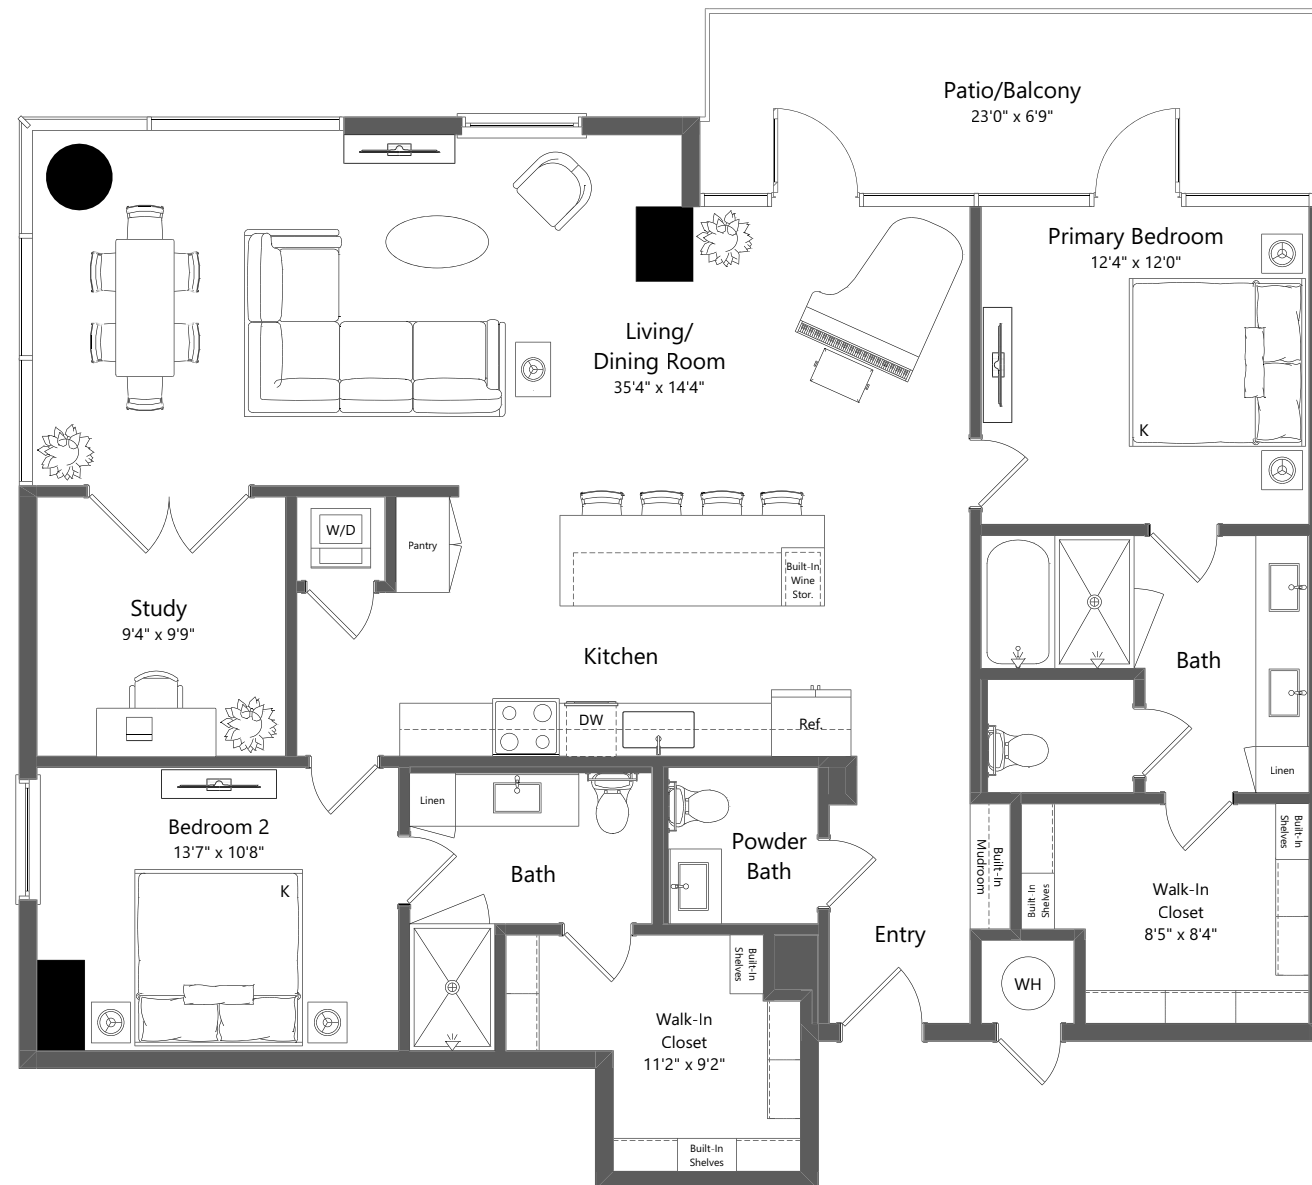 Patio/Balcony
23'0" x 6'9"
Primary Bedroom
12'4" x 12'0"
K
Living/
Dining Room
35'4" x 14'4"
W/D
Pantry
Built-In
Wine
Stor.
Study
9'4" x 9'9"
Kitchen
DW
Ref.
Bath
Linen
Bedroom 2
13'7" x 10'8"
K
Linen
Bath
Powder
Bath
Built-In
Mudroom
Built-In
Shelves
Built-In
Shelves
Walk-In
Closet
8'5" x 8'4"
Entry
WH
Built-In
Shelves
Walk-In
Closet
11'2" x 9'2"
Built-In
Shelves